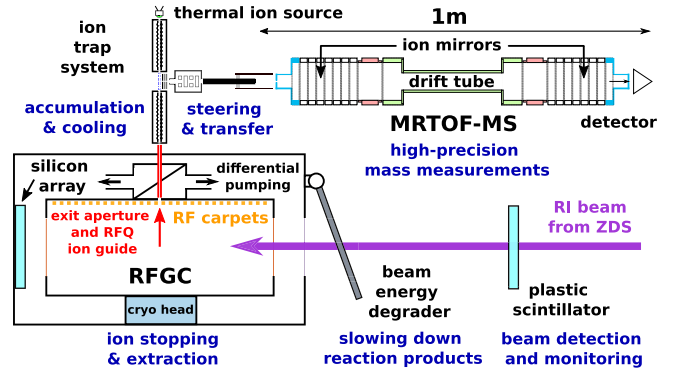 thermal ion source
1m
ion
trap
system
ion mirrors
drift tube
accumulation
& cooling
steering
& transfer
MRTOF-MS
detector
high-precision
mass measurements
silicon
array
differential
pumping
exit aperture
and RFQ
ion guide
RF carpets
RI beam
from ZDS
RFGC
beam
energy
degrader
plastic
scintillator
cryo head
ion stopping
& extraction
slowing down
reaction products
beam detection
and monitoring